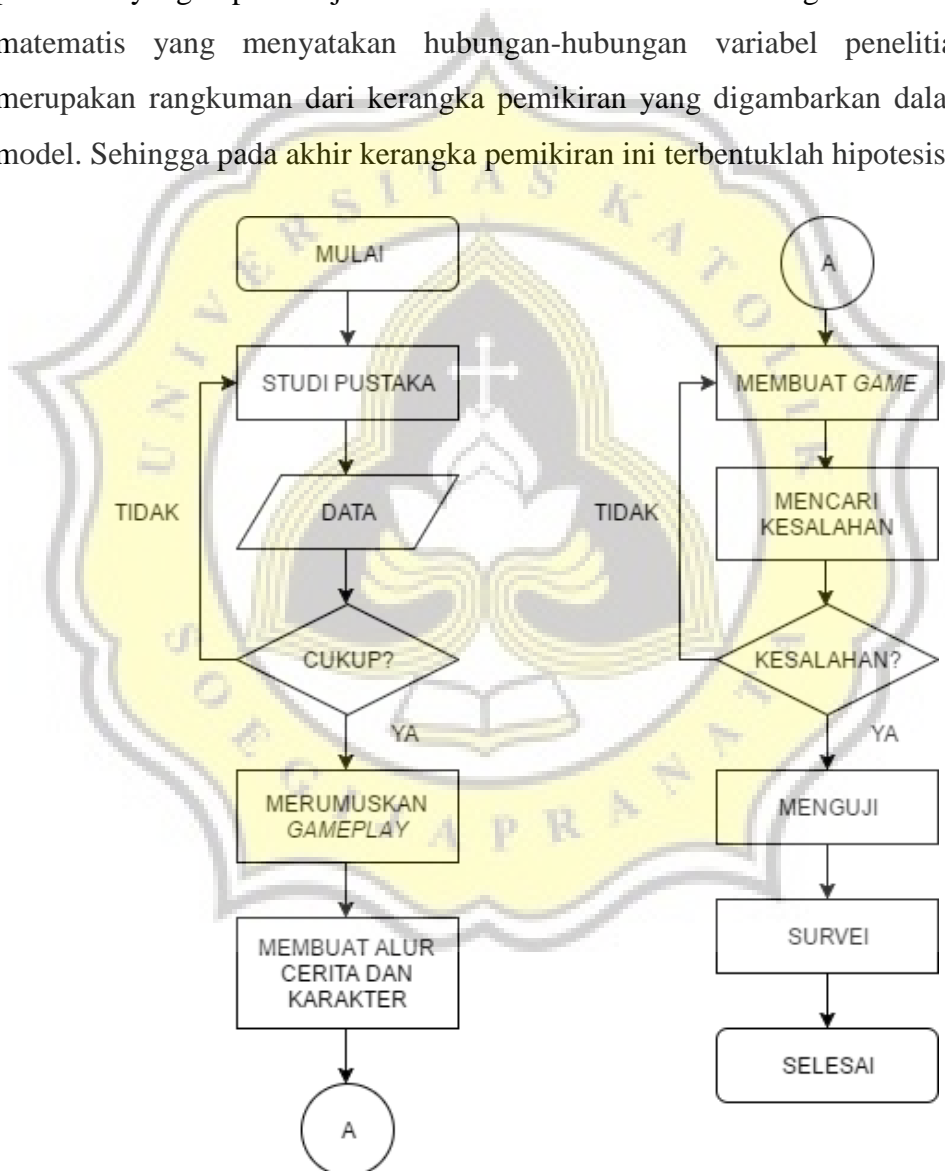 matematis yang menyatakan hubungan-hubungan variabel
merupakan rangkuman dari kerangka pemikiran yang digambarkan
model. Sehingga pada akhir kerangka pemikiran ini terbentuklah hipotesis
UNIVERSITAS KATOLIK
MULAI
STUDI PUSTAKA
TIDAK
DATA
CUKUP?
YA
MERUMUSKAN
GAMEPLAY
MEMBUAT ALUR
CERITA DAN
KARAKTER
A
A
MEMBUAT GAME
MENCARI
KESALAHAN
TIDAK
KESALAHAN?
YA
MENGUJI
SURVEI
SELESAI